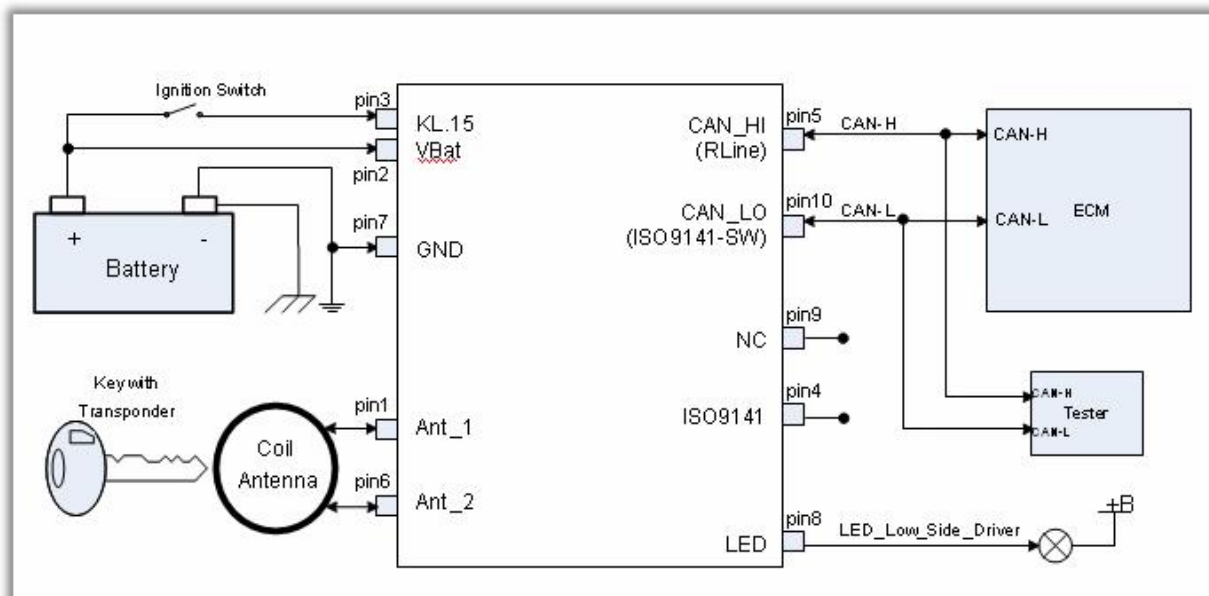 Ignition Switch
pin3
KL.15
VBat
pin2
pin7
GND
+
-
Battery
Key with
Transponder
Coil
Antenna
pin1
Ant_1
pin6
Ant_2
CAN_HI
(RLine)
pin5
CAN-H
CAN_LO
(ISO9141-SW)
pin10
CAN-L
CAN-H
ECM
CAN-L
pin9
NC
pin4
ISO9141
CAN-H
Tester
CAN-L
pin8
LED
LED_Low_Side_Driver
+B